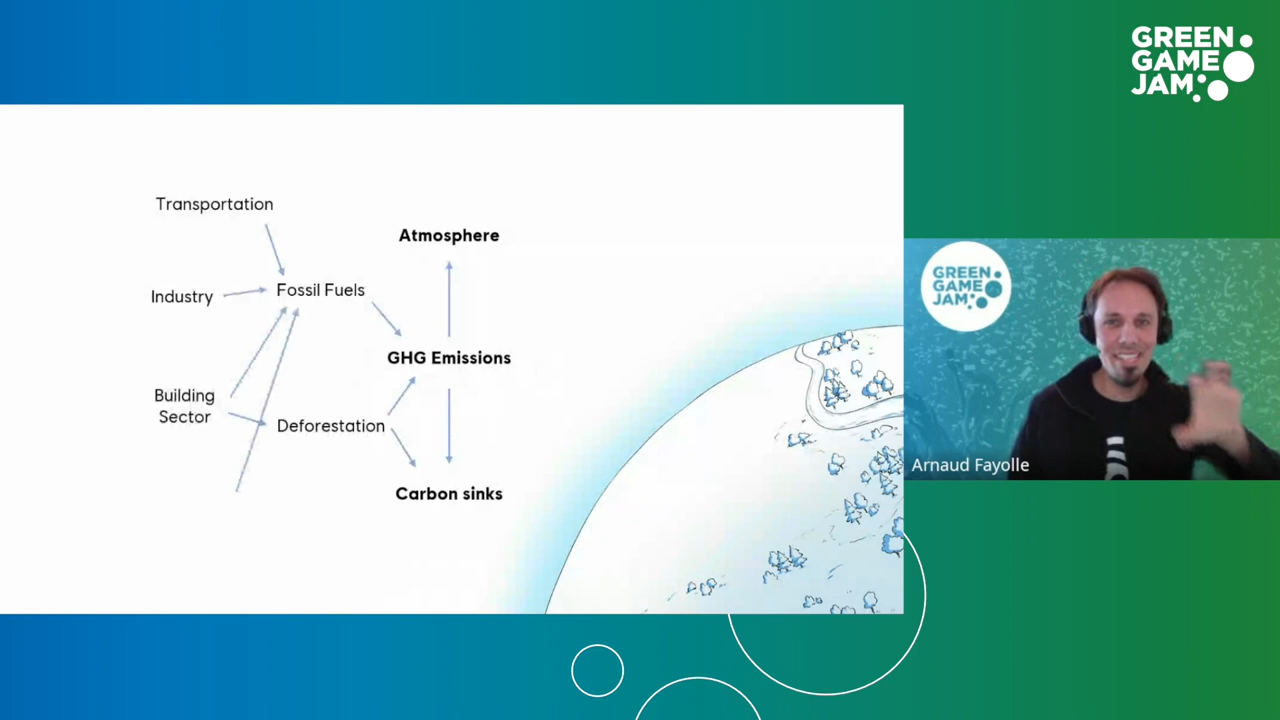 GREEN
GAME
JAM
Transportation
Atmosphere
Industry
Fossil Fuels
GHG Emissions
Building
Sector
Deforestation
Carbon sinks
GREEN
GAME
JAM
Arnaud Fayolle